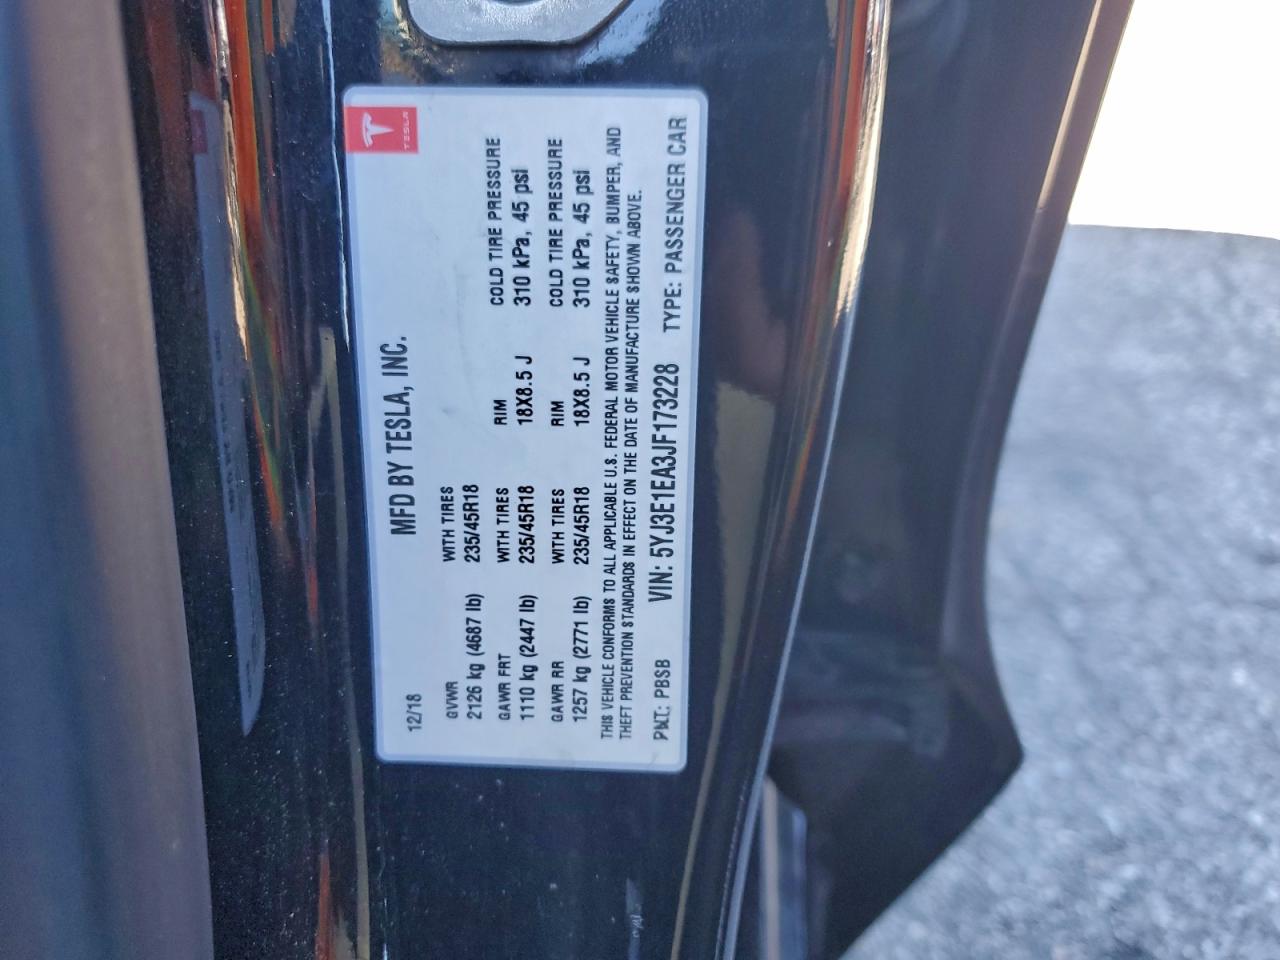 TESLA
MFD BY TESLA, INC.
12/18
GVWR WITH TIRES
2126 kg (4687 lb) 235/45R18
GAWR FRT WITH TIRES RIM COLD TIRE PRESSURE
1110 kg (2447 lb) 235/45R18 18X8.5 J 310 kPa, 45 psi
GAWR RR WITH TIRES RIM COLD TIRE PRESSURE
1257 kg (2771 lb) 235/45R18 18X8.5 J 310 kPa, 45 psi
THIS VEHICLE CONFORMS TO ALL APPLICABLE U.S. FEDERAL MOTOR VEHICLE SAFETY, BUMPER, AND
THEFT PREVENTION STANDARDS IN EFFECT ON THE DATE OF MANUFACTURE SHOWN ABOVE.
PNT: PBSB VIN: 5YJ3E1EA3JF173228 TYPE: PASSENGER CAR